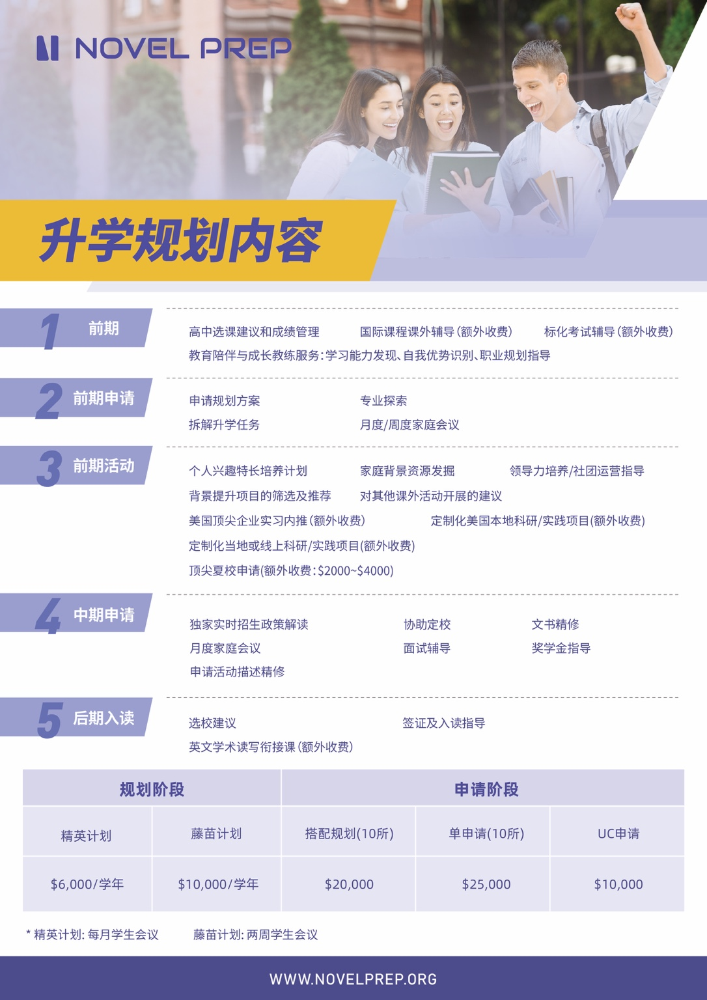 NOVEL PREP
升学规划内容
1 前期
高中选课建议和成绩管理 国际课程课外辅导（额外收费） 标化考试辅导（额外收费）
教育陪伴与成长教练服务：学习能力发现、自我优势识别、职业规划指导
2 前期申请
申请规划方案 专业探索
拆解升学任务 月度/周度家庭会议
3 前期活动
个人兴趣特长培养计划 家庭背景资源发掘 领导力培养/社团运营指导
背景提升项目的筛选及推荐 对其他课外活动开展的建议
美国顶尖企业实习内推（额外收费） 定制化美国本地科研/实践项目(额外收费)
定制化当地或线上科研/实践项目(额外收费)
顶尖夏校申请(额外收费：$2000~$4000)
4 中期申请
独家实时招生政策解读 协助定校 文书精修
月度家庭会议 面试辅导 奖学金指导
申请活动描述精修
5 后期入读
选校建议 签证及入读指导
英文学术读写衔接课（额外收费）
规划阶段 申请阶段
精英计划 藤苗计划 搭配规划(10所) 单申请(10所) UC申请
$6,000/学年 $10,000/学年 $20,000 $25,000 $10,000
* 精英计划: 每月学生会议 藤苗计划: 两周学生会议
WWW.NOVELPREP.ORG